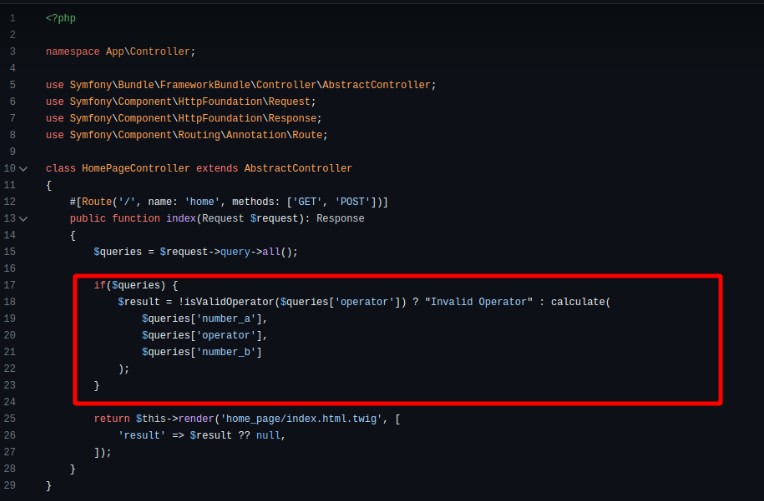 1 <?php
2
3 namespace App\Controller;
4
5 use Symfony\Bundle\FrameworkBundle\Controller\AbstractController;
6 use Symfony\Component\HttpFoundation\Request;
7 use Symfony\Component\HttpFoundation\Response;
8 use Symfony\Component\Routing\Annotation\Route;
9
10 class HomePageController extends AbstractController
11 {
12     #[Route('/', name: 'home', methods: ['GET', 'POST'])]
13     public function index(Request $request): Response
14     {
15         $queries = $request->query->all();
16
17         if($queries) {
18             $result = !isValidOperator($queries['operator']) ? "Invalid Operator" : calculate(
19                 $queries['number_a'],
20                 $queries['operator'],
21                 $queries['number_b']
22             );
23         }
24
25         return $this->render('home_page/index.html.twig', [
26             'result' => $result ?? null,
27         ]);
28     }
29 }